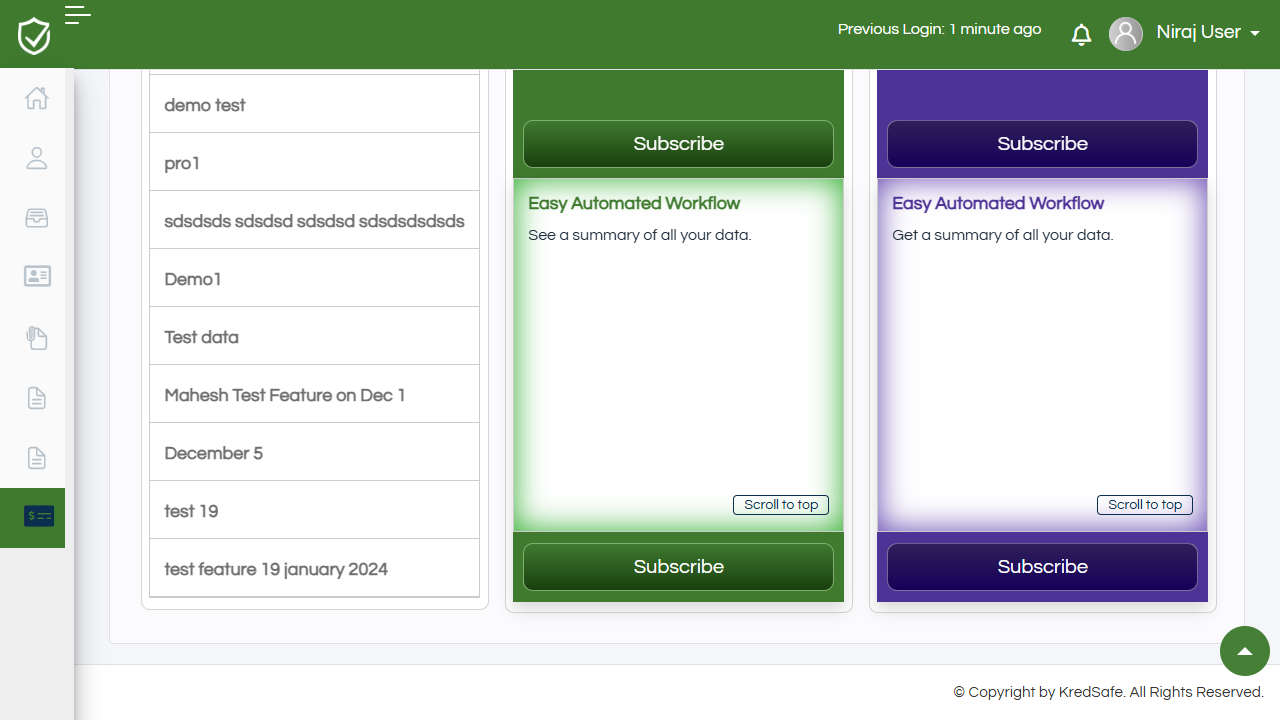 Previous Login: 1 minute ago
Niraj User
demo test
pro1
sdsdsds sdsdsd sdsdsd sdsdsdsdsds
Demo1
Test data
Mahesh Test Feature on Dec 1
December 5
test 19
test feature 19 january 2024
Subscribe
Easy Automated Workflow
See a summary of all your data.
Scroll to top
Subscribe
Subscribe
Easy Automated Workflow
Get a summary of all your data.
Scroll to top
Subscribe
© Copyright by KredSafe. All Rights Reserved.